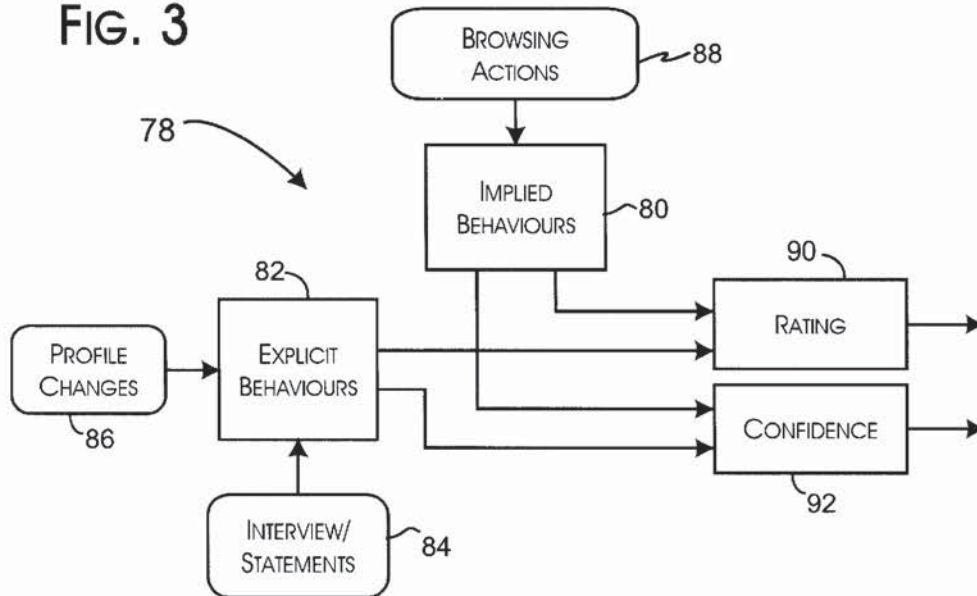 FIG. 3
BROWSING
ACTIONS
88
78
IMPLIED
BEHAVIOURS
80
82
90
PROFILE
CHANGES
86
EXPLICIT
BEHAVIOURS
RATING
CONFIDENCE
92
INTERVIEW/
STATEMENTS
84